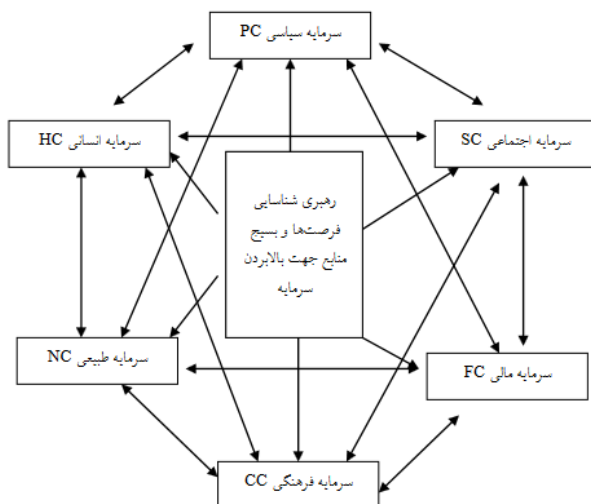 سرمایه سیاسی PC
سرمایه انسانی HC
سرمایه اجتماعی SC
رهبری شناسایی
فرصت‌ها و بسیج
منابع جهت بالابردن
سرمایه
سرمایه طبیعی NC
سرمایه مالی FC
سرمایه فرهنگی CC